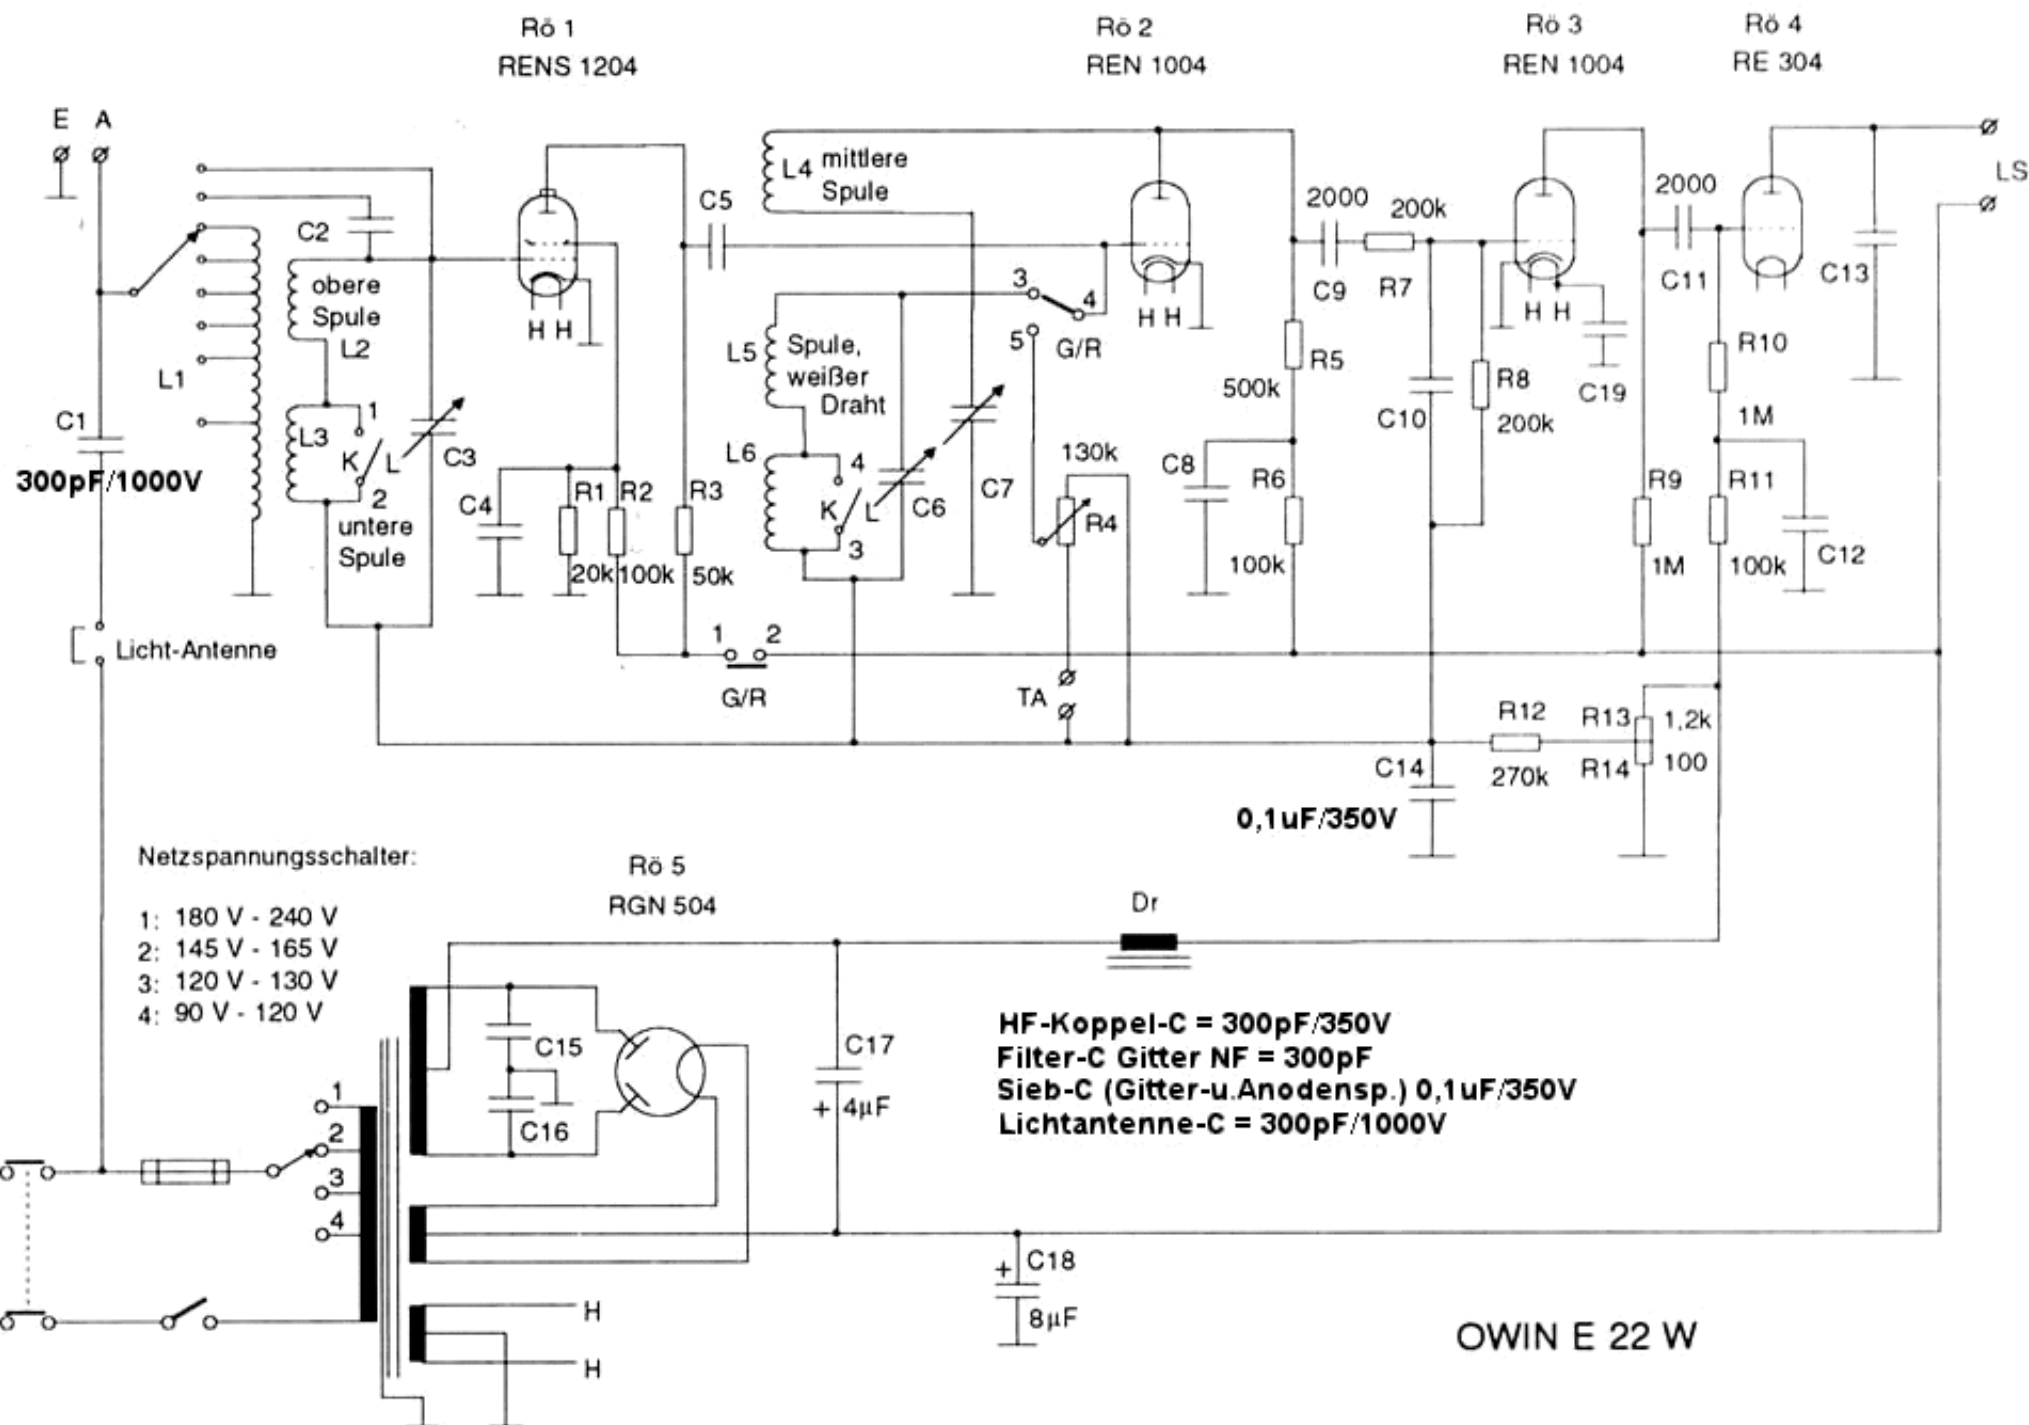 Rö 1
RENS 1204
Rö 2
REN 1004
Rö 3
REN 1004
Rö 4
RE 304
E A
LS
C2
obere
Spule
L2
L1
C1
300pF/1000V
L3
1
K L
2
C3
untere
Spule
H H
C4
R1
20k
R2
100k
R3
50k
C5
L4
mittlere
Spule
L5
Spule,
weißer
Draht
L6
4
K L
3
C6
C7
3
4
5
G/R
H H
130k
R4
TA
1 2
G/R
2000
C9
200k
R7
R5
500k
C8
R6
100k
C10
R8
200k
H H
C19
2000
C11
R9
1M
R10
1M
R11
100k
C12
C13
Licht-Antenne
R12
270k
R13
1,2k
R14
100
C14
0,1uF/350V
Netzspannungsschalter:
1: 180 V - 240 V
2: 145 V - 165 V
3: 120 V - 130 V
4: 90 V - 120 V
Rö 5
RGN 504
Dr
C15
C16
C17
+ 4µF
HF-Koppel-C = 300pF/350V
Filter-C Gitter NF = 300pF
Sieb-C (Gitter-u.Anodensp.) 0,1uF/350V
Lichtantenne-C = 300pF/1000V
1
2
3
4
C18
+
8µF
H
H
OWIN E 22 W